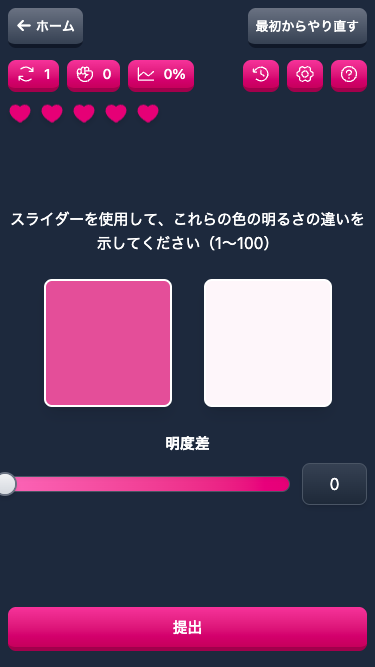 ホーム
最初からやり直す
1
0
0%
スライダーを使用して、これらの色の明るさの違いを
示してください（1〜100）
明度差
0
提出